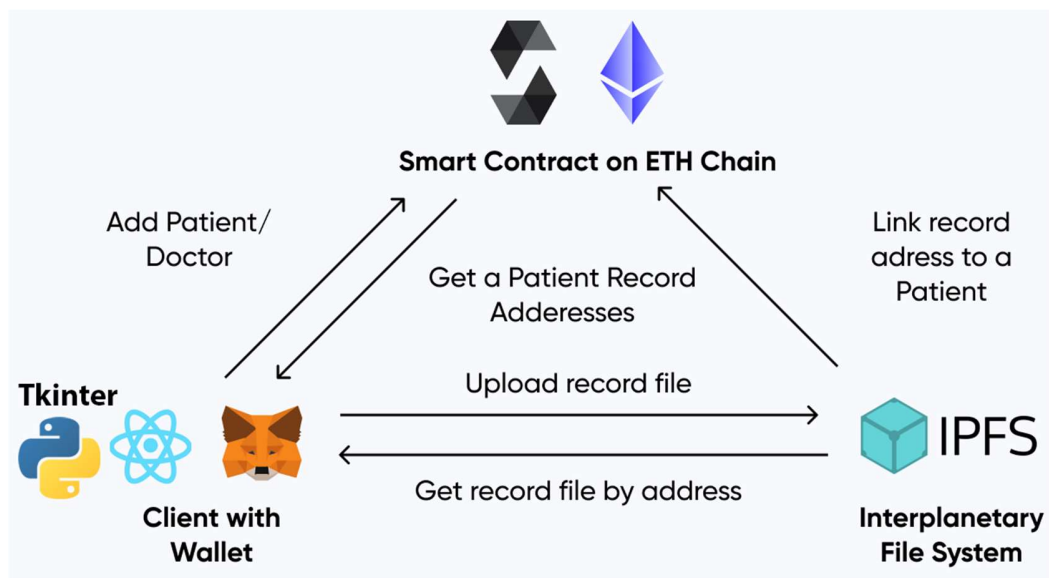 Smart Contract on ETH Chain
Add Patient/
Doctor
Get a Patient Record
Adderesses
Link record
adress to a
Patient
Upload record file
Tkinter
IPFS
Get record file by address
Client with
Wallet
Interplanetary
File System